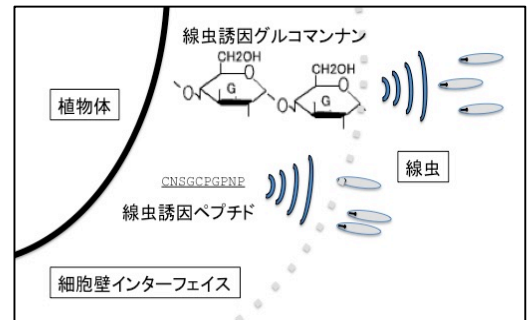 線虫誘因グルコマンナン
CH2OH
CH2OH
O
O
G
O
O
G
植物体
線虫
CNSGCPGPNP
線虫誘因ペプチド
細胞壁インターフェイス